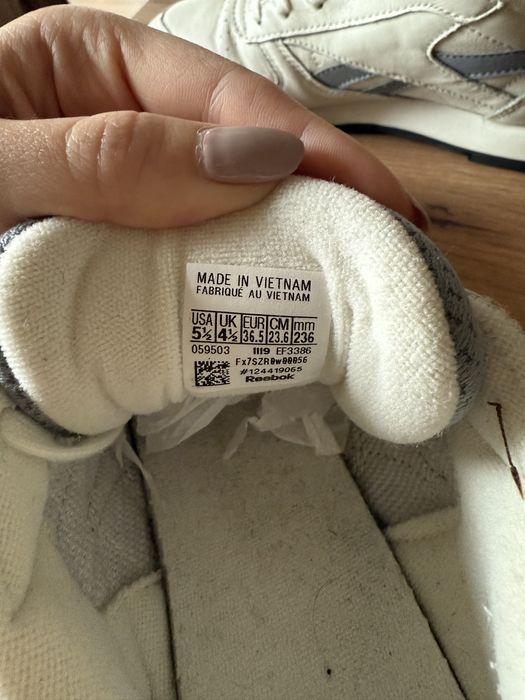 MADE IN VIETNAM
FABRIQUÉ AU VIETNAM
USA UK EUR CM mm
5½ 4½ 36.5 23.6 236
059503 1119 EF3386
Fx7SZR0w00056
#124419065
Reebok